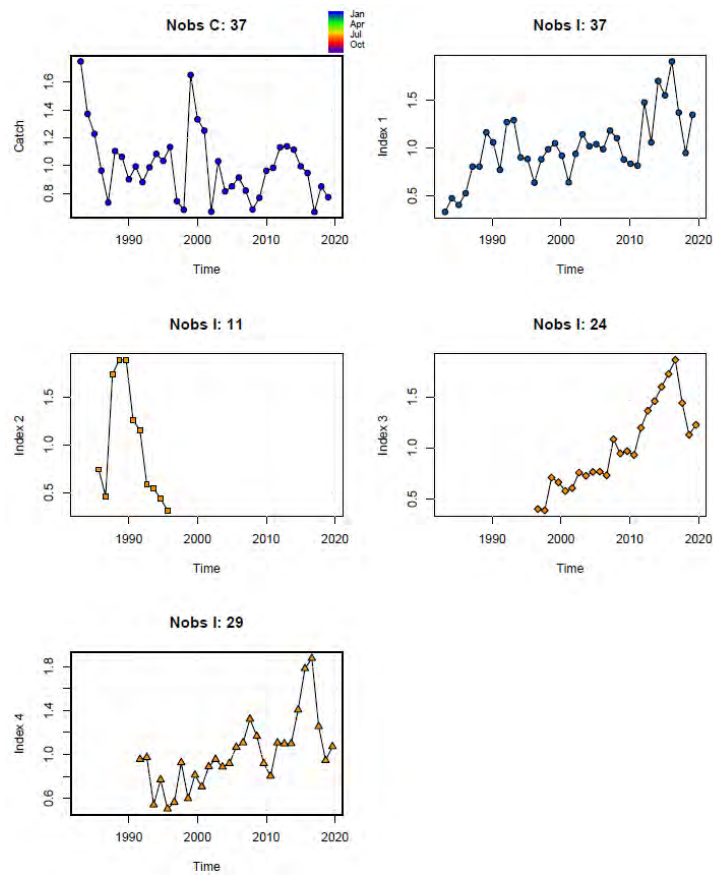 Nobs C: 37
Jan
Apr
Jul
Oct
Catch
1.6
1.4
1.2
1.0
0.8
1990 2000 2010 2020
Time
Nobs I: 37
Index 1
1.5
1.0
0.5
1990 2000 2010 2020
Time
Nobs I: 11
Index 2
1.5
1.0
0.5
1990 2000 2010 2020
Time
Nobs I: 24
Index 3
1.5
1.0
0.5
1990 2000 2010 2020
Time
Nobs I: 29
Index 4
1.8
1.4
1.0
0.6
1990 2000 2010 2020
Time